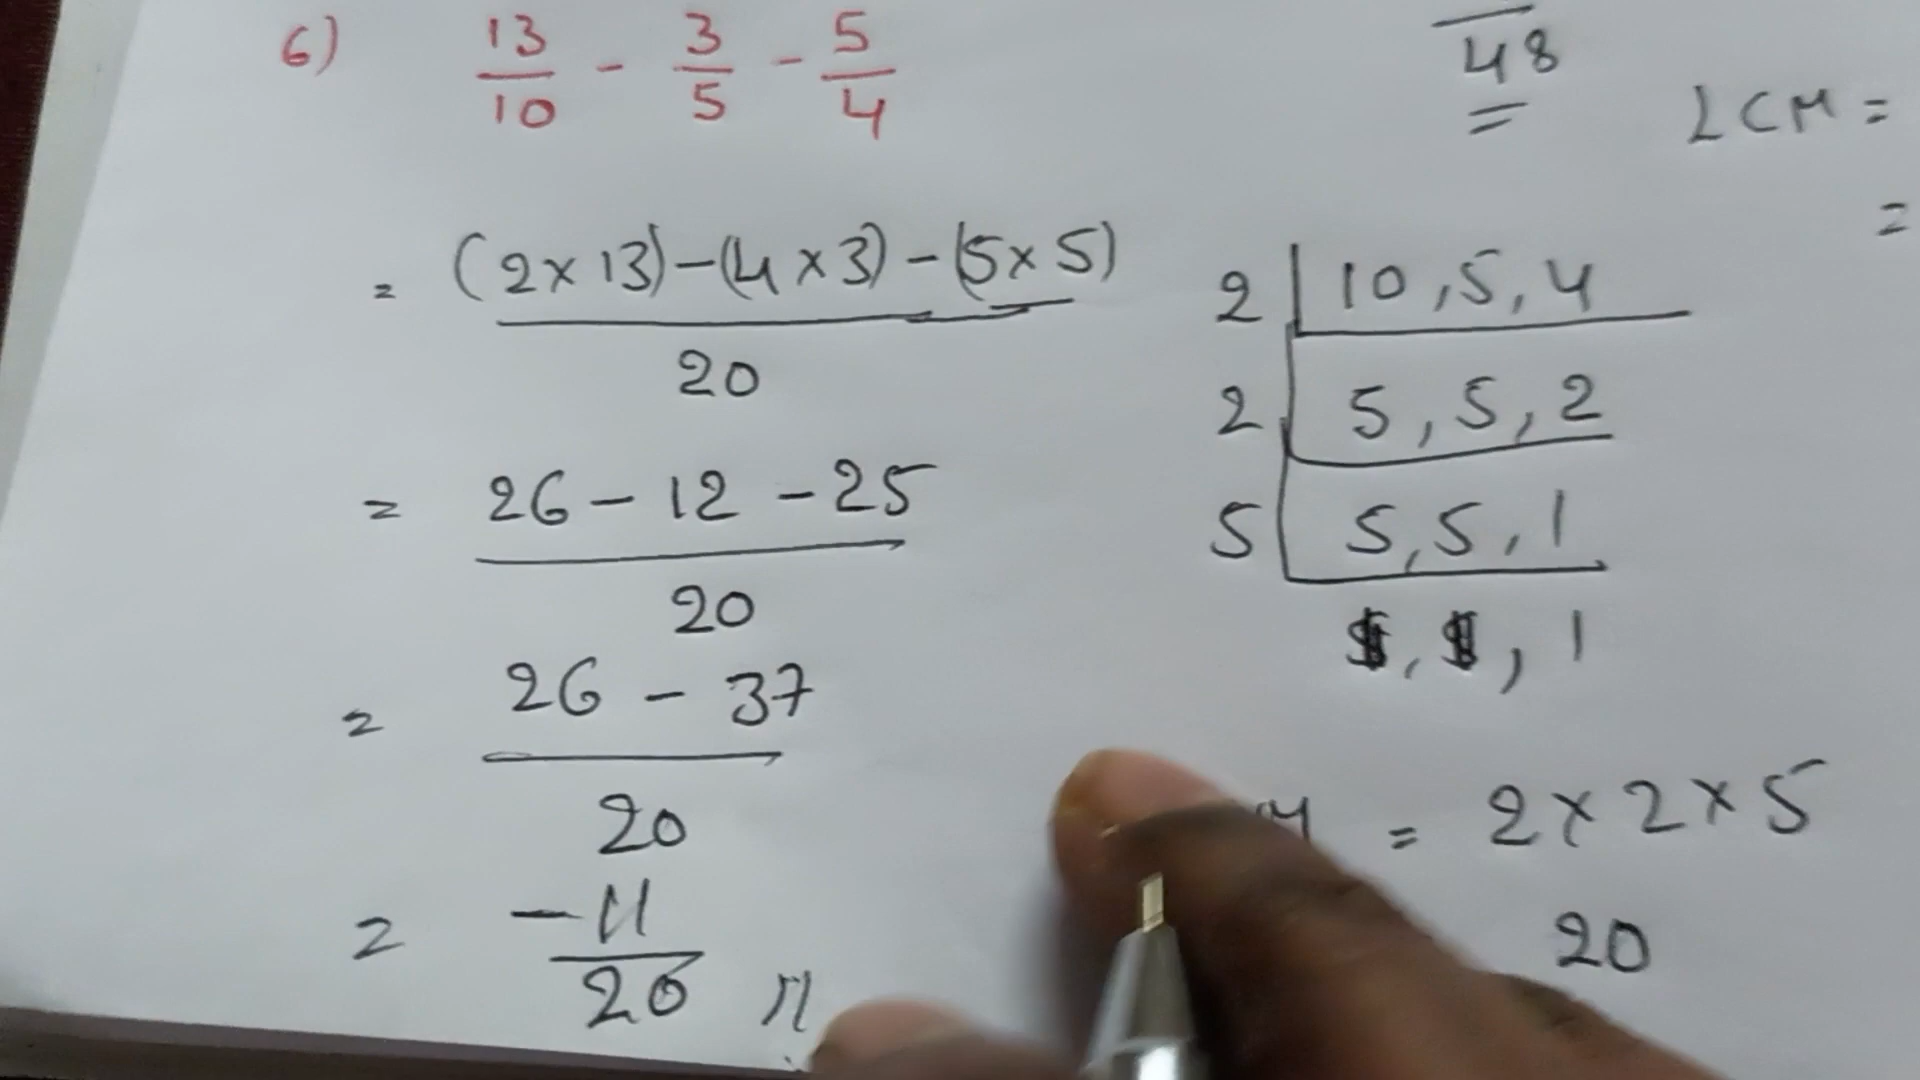 6) 13/10 - 3/5 - 5/4
= (2×13)-(4×3)-(5×5) / 20
= 26 - 12 - 25 / 20
= 26 - 37 / 20
= -11/20 //
48
=
LCM =
=
2 | 10,5,4
2 | 5,5,2
5 | 5,5,1
, 1
= 2×2×5
20